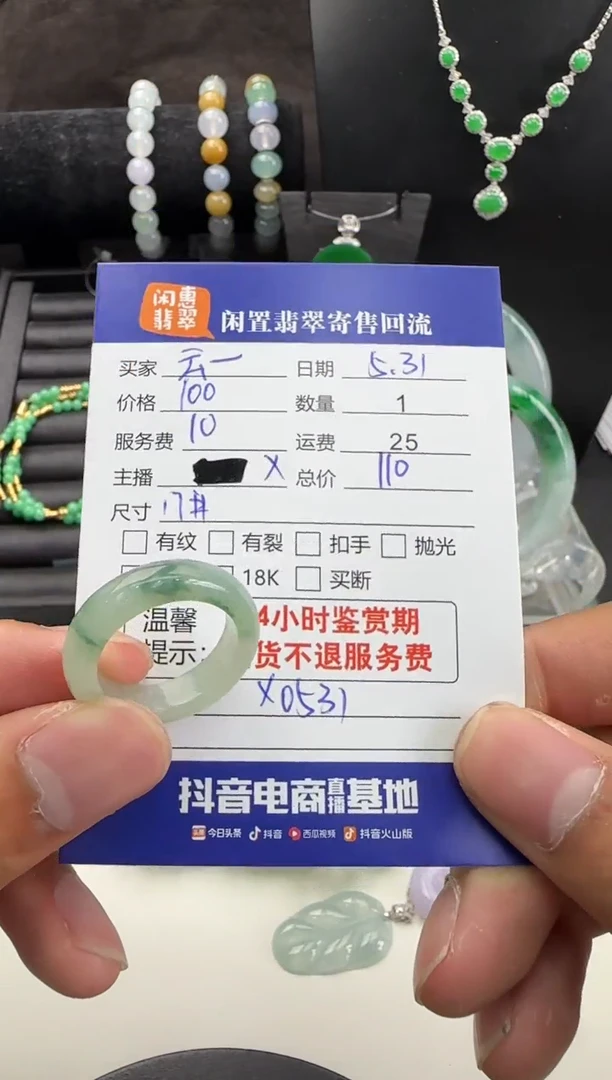 闲惠翡翠 闲置翡翠寄售回流
买家 云一 日期 5.31
价格 100 数量 1
服务费 10 运费 25
主播 X 总价 110
尺寸 17#
有纹 有裂 扣手 抛光
18K 买断
温馨 4小时鉴赏期
提示: 货不退服务费
X0531
抖音电商直播基地
头条 今日头条 抖音 西瓜视频 抖音火山版